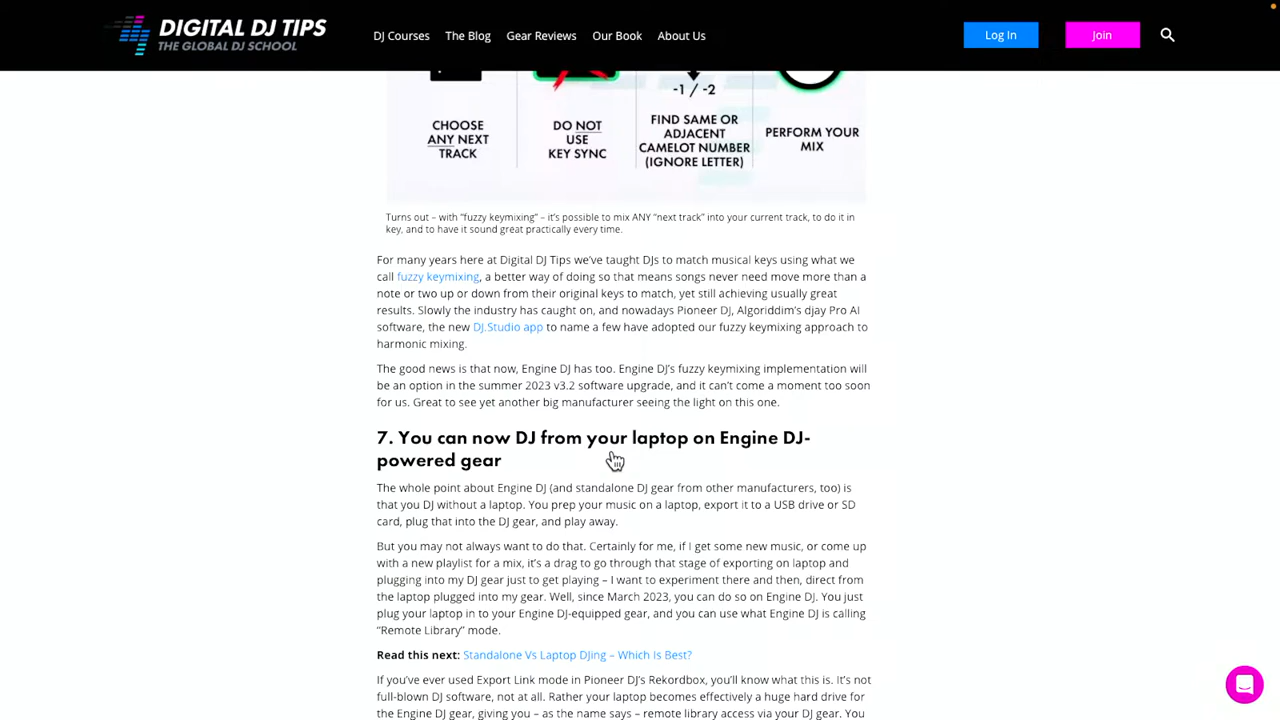 DIGITAL DJ TIPS
THE GLOBAL DJ SCHOOL
DJ Courses
The Blog
Gear Reviews
Our Book
About Us
Log In
Join
CHOOSE
ANY NEXT
TRACK
DO NOT
USE
KEY SYNC
-1 / -2
FIND SAME OR
ADJACENT
CAMELOT NUMBER
(IGNORE LETTER)
PERFORM YOUR
MIX
Turns out – with “fuzzy keymixing” – it’s possible to mix ANY “next track” into your current track, to do it in
key, and to have it sound great practically every time.
For many years here at Digital DJ Tips we’ve taught DJs to match musical keys using what we
call fuzzy keymixing, a better way of doing so that means songs never need move more than a
note or two up or down from their original keys to match, yet still achieving usually great
results. Slowly the industry has caught on, and nowadays Pioneer DJ, Algoriddim’s djay Pro AI
software, the new DJ.Studio app to name a few have adopted our fuzzy keymixing approach to
harmonic mixing.
The good news is that now, Engine DJ has too. Engine DJ’s fuzzy keymixing implementation will
be an option in the summer 2023 v3.2 software upgrade, and it can’t come a moment too soon
for us. Great to see yet another big manufacturer seeing the light on this one.
7. You can now DJ from your laptop on Engine DJ-
powered gear
The whole point about Engine DJ (and standalone DJ gear from other manufacturers, too) is
that you DJ without a laptop. You prep your music on a laptop, export it to a USB drive or SD
card, plug that into the DJ gear, and play away.
But you may not always want to do that. Certainly for me, if I get some new music, or come up
with a new playlist for a mix, it’s a drag to go through that stage of exporting on laptop and
plugging into my DJ gear just to get playing – I want to experiment there and then, direct from
the laptop plugged into my gear. Well, since March 2023, you can do so on Engine DJ. You just
plug your laptop in to your Engine DJ-equipped gear, and you can use what Engine DJ is calling
“Remote Library” mode.
Read this next: Standalone Vs Laptop DJing – Which Is Best?
If you’ve ever used Export Link mode in Pioneer DJ’s Rekordbox, you’ll know what this is. It’s not
full-blown DJ software, not at all. Rather your laptop becomes effectively a huge hard drive for
the Engine DJ gear, giving you – as the name says – remote library access via your DJ gear. You